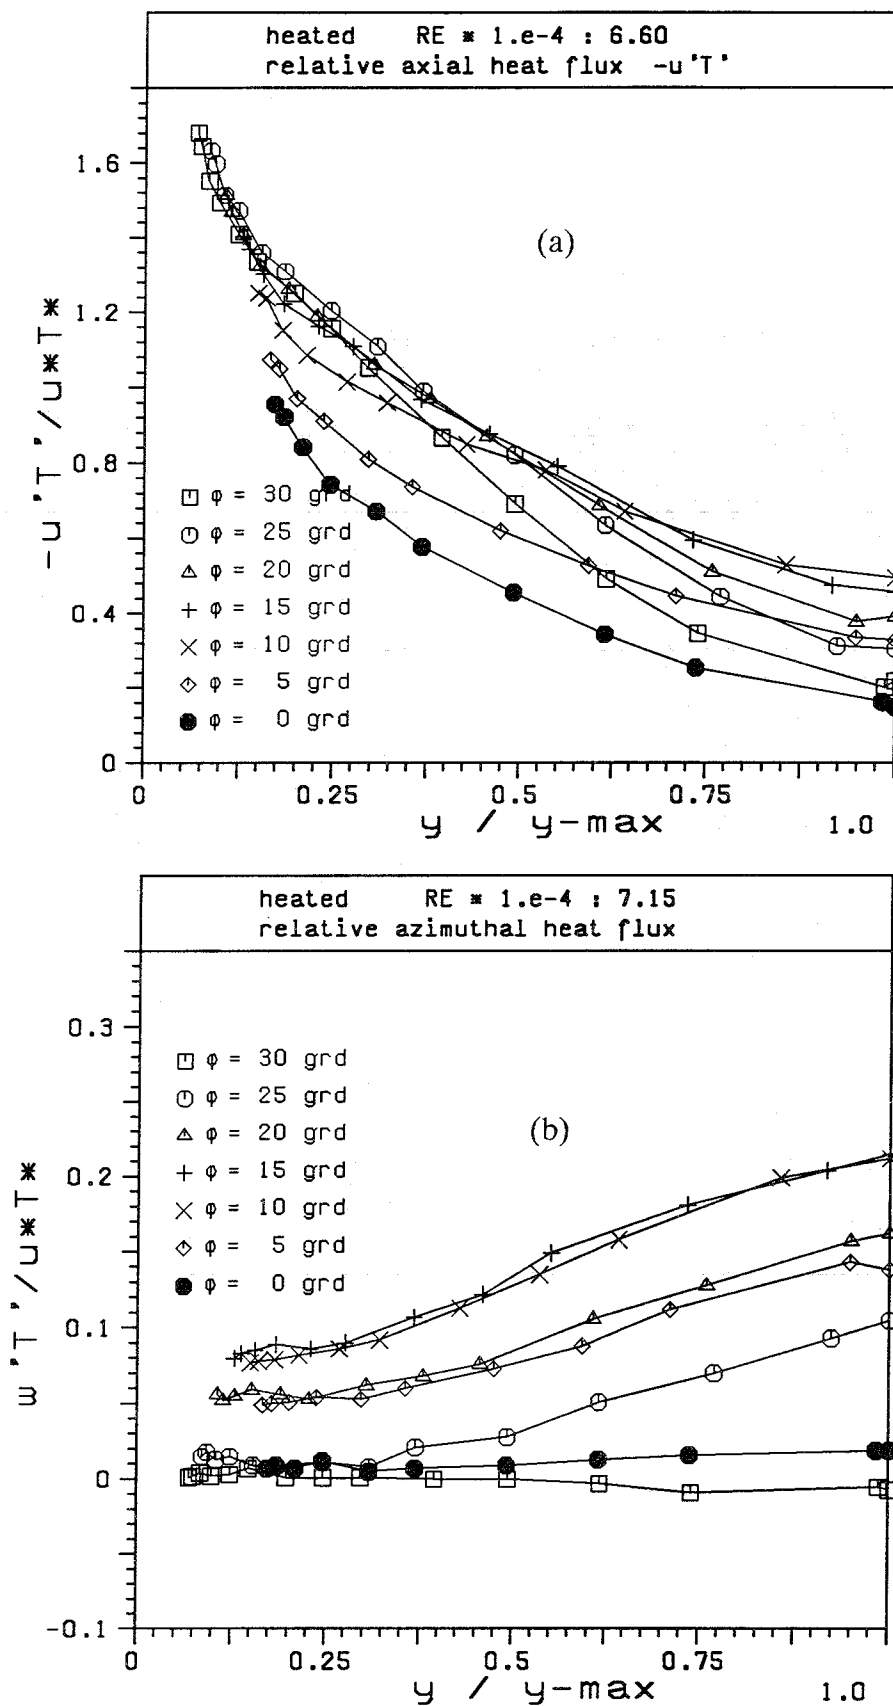 heated RE * 1.e-4 : 6.60
relative axial heat flux -u'T'
1.6
1.2
0.8
0.4
0
-u'T'/u*T*
(a)
φ = 30 grd
φ = 25 grd
φ = 20 grd
φ = 15 grd
φ = 10 grd
φ = 5 grd
φ = 0 grd
0 0.25 0.5 0.75 1.0
y / y-max
heated RE * 1.e-4 : 7.15
relative azimuthal heat flux
0.3
0.2
0.1
0
-0.1
w'T'/u*T*
(b)
φ = 30 grd
φ = 25 grd
φ = 20 grd
φ = 15 grd
φ = 10 grd
φ = 5 grd
φ = 0 grd
0 0.25 0.5 0.75 1.0
y / y-max